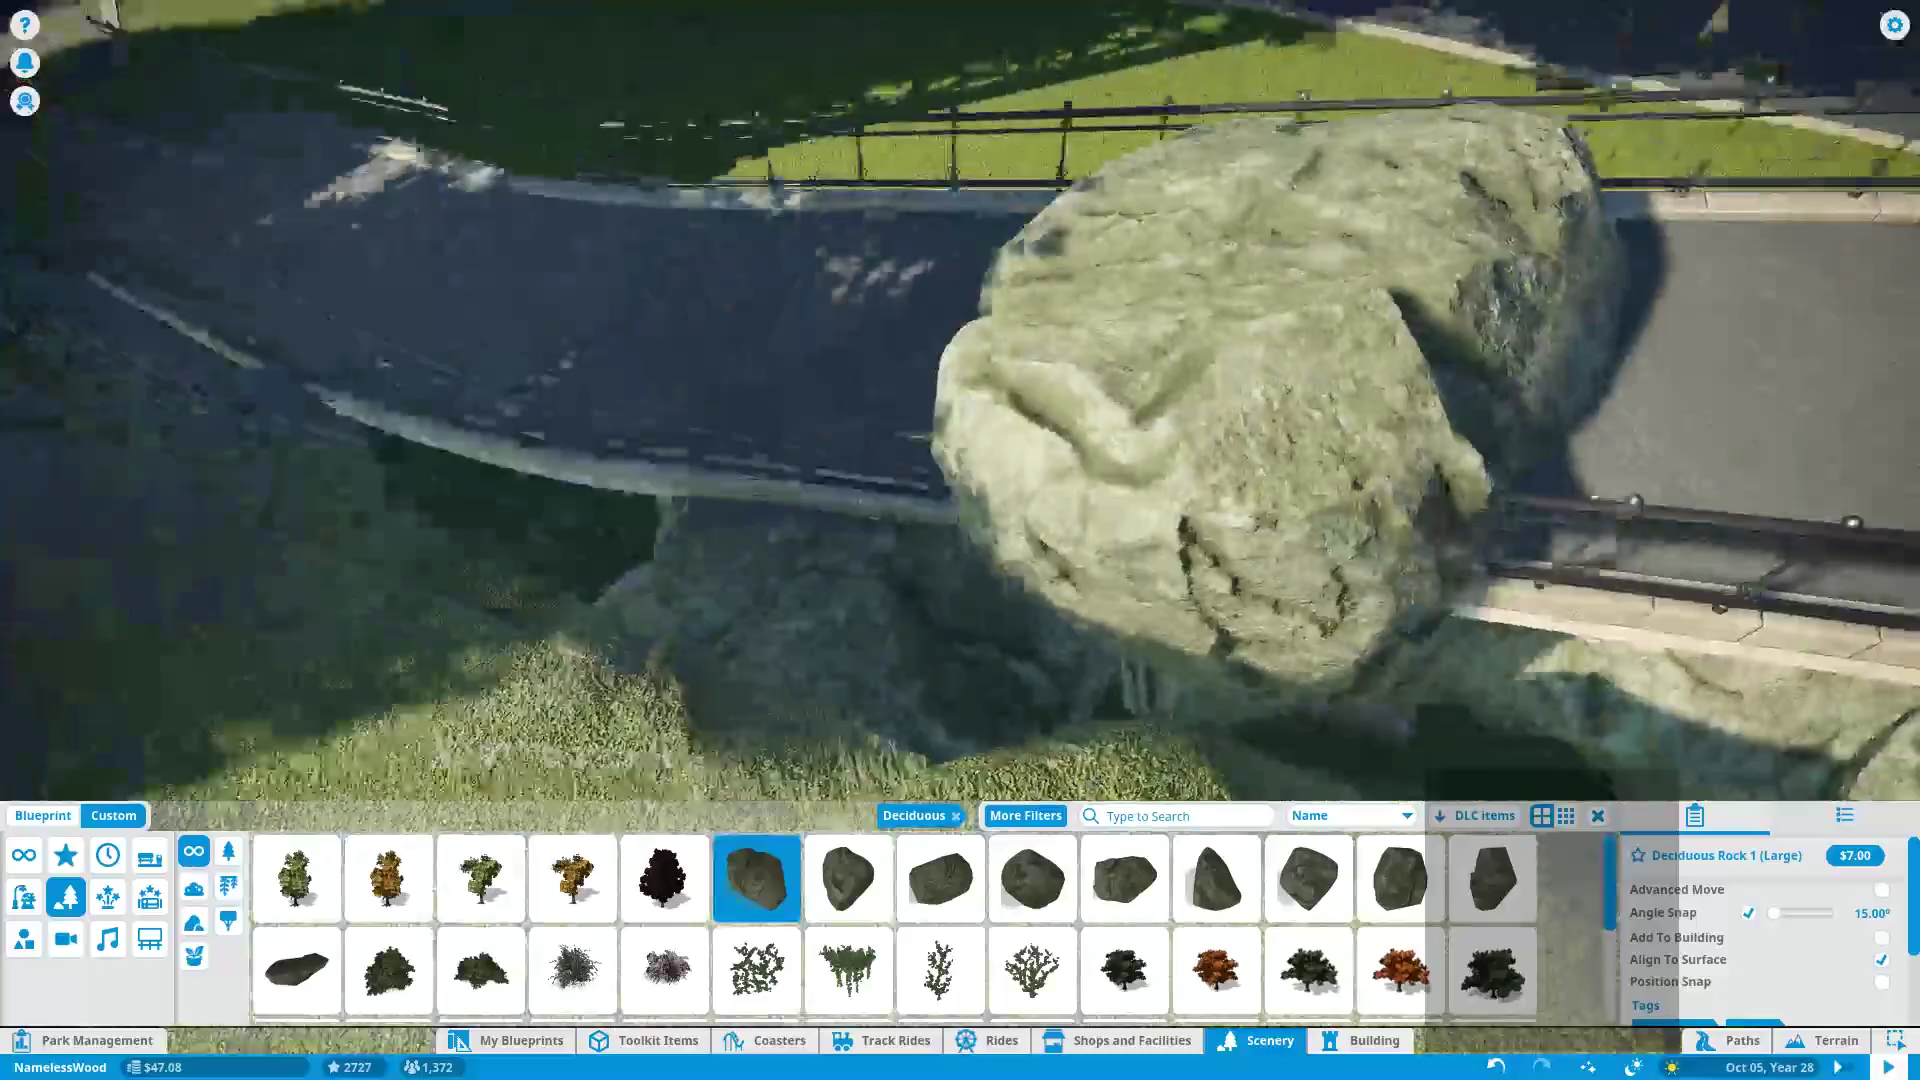 Blueprint Custom
Deciduous More Filters Type to Search Name DLC items
Deciduous Rock 1 (Large) $7.00
Advanced Move
Angle Snap 15.00°
Add To Building
Align To Surface
Position Snap
Tags
Park Management My Blueprints Toolkit Items Coasters Track Rides Rides Shops and Facilities Scenery Building Paths Terrain
NamelessWood $47.08 2727 1,372 Oct 05, Year 28